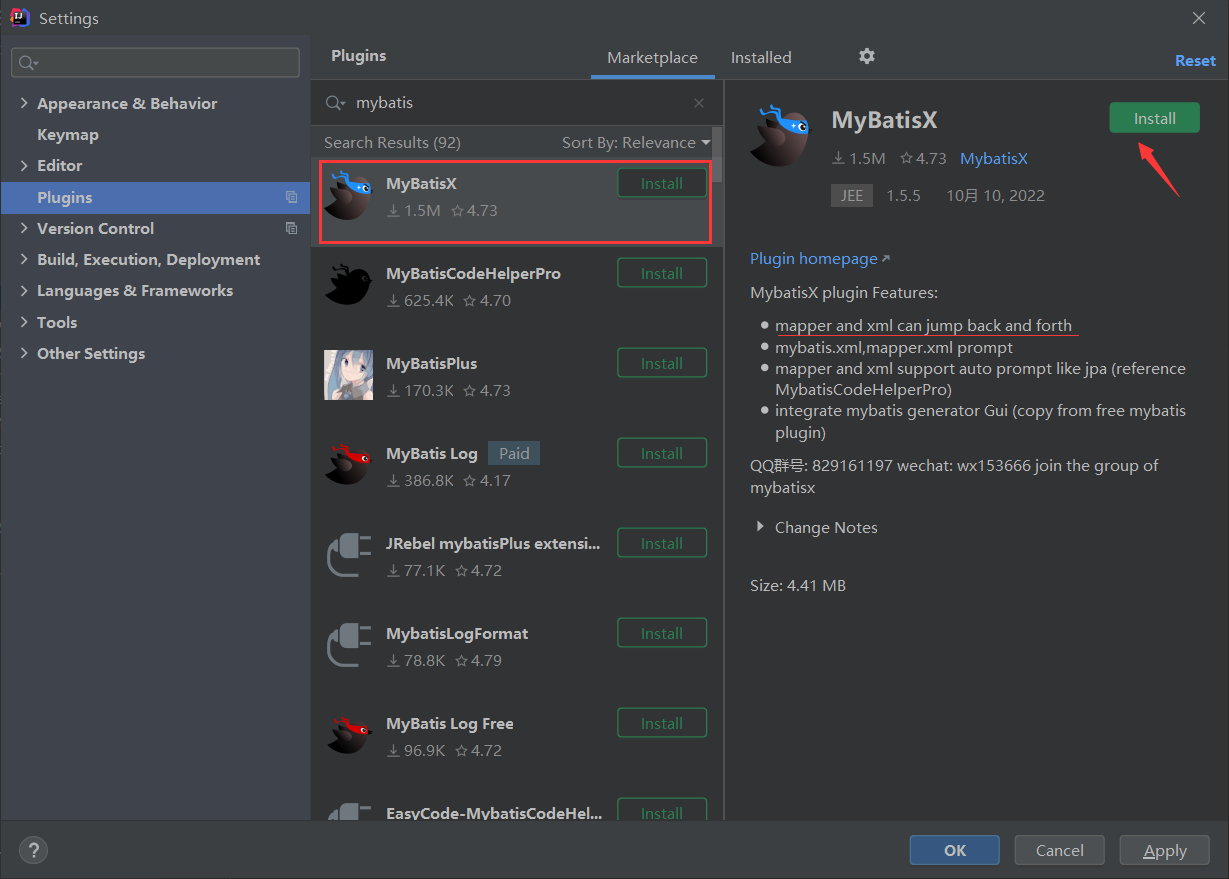 Settings
Appearance & Behavior
Keymap
Editor
Plugins
Version Control
Build, Execution, Deployment
Languages & Frameworks
Tools
Other Settings
Plugins
Marketplace
Installed
Reset
mybatis
Search Results (92)
Sort By: Relevance
MyBatisX
Install
1.5M 4.73
MyBatisCodeHelperPro
Install
625.4K 4.70
MyBatisPlus
Install
170.3K 4.73
MyBatis Log Paid
Install
386.8K 4.17
JRebel mybatisPlus extensi...
Install
77.1K 4.72
MybatisLogFormat
Install
78.8K 4.79
MyBatis Log Free
Install
96.9K 4.72
EasyCode-MybatisCodeHel...
Install
MyBatisX
Install
1.5M 4.73 MybatisX
JEE 1.5.5 10月 10, 2022
Plugin homepage
MybatisX plugin Features:
mapper and xml can jump back and forth
mybatis.xml,mapper.xml prompt
mapper and xml support auto prompt like jpa (reference
MybatisCodeHelperPro)
integrate mybatis generator Gui (copy from free mybatis
plugin)
QQ群号: 829161197 wechat: wx153666 join the group of
mybatisx
Change Notes
Size: 4.41 MB
?
OK
Cancel
Apply